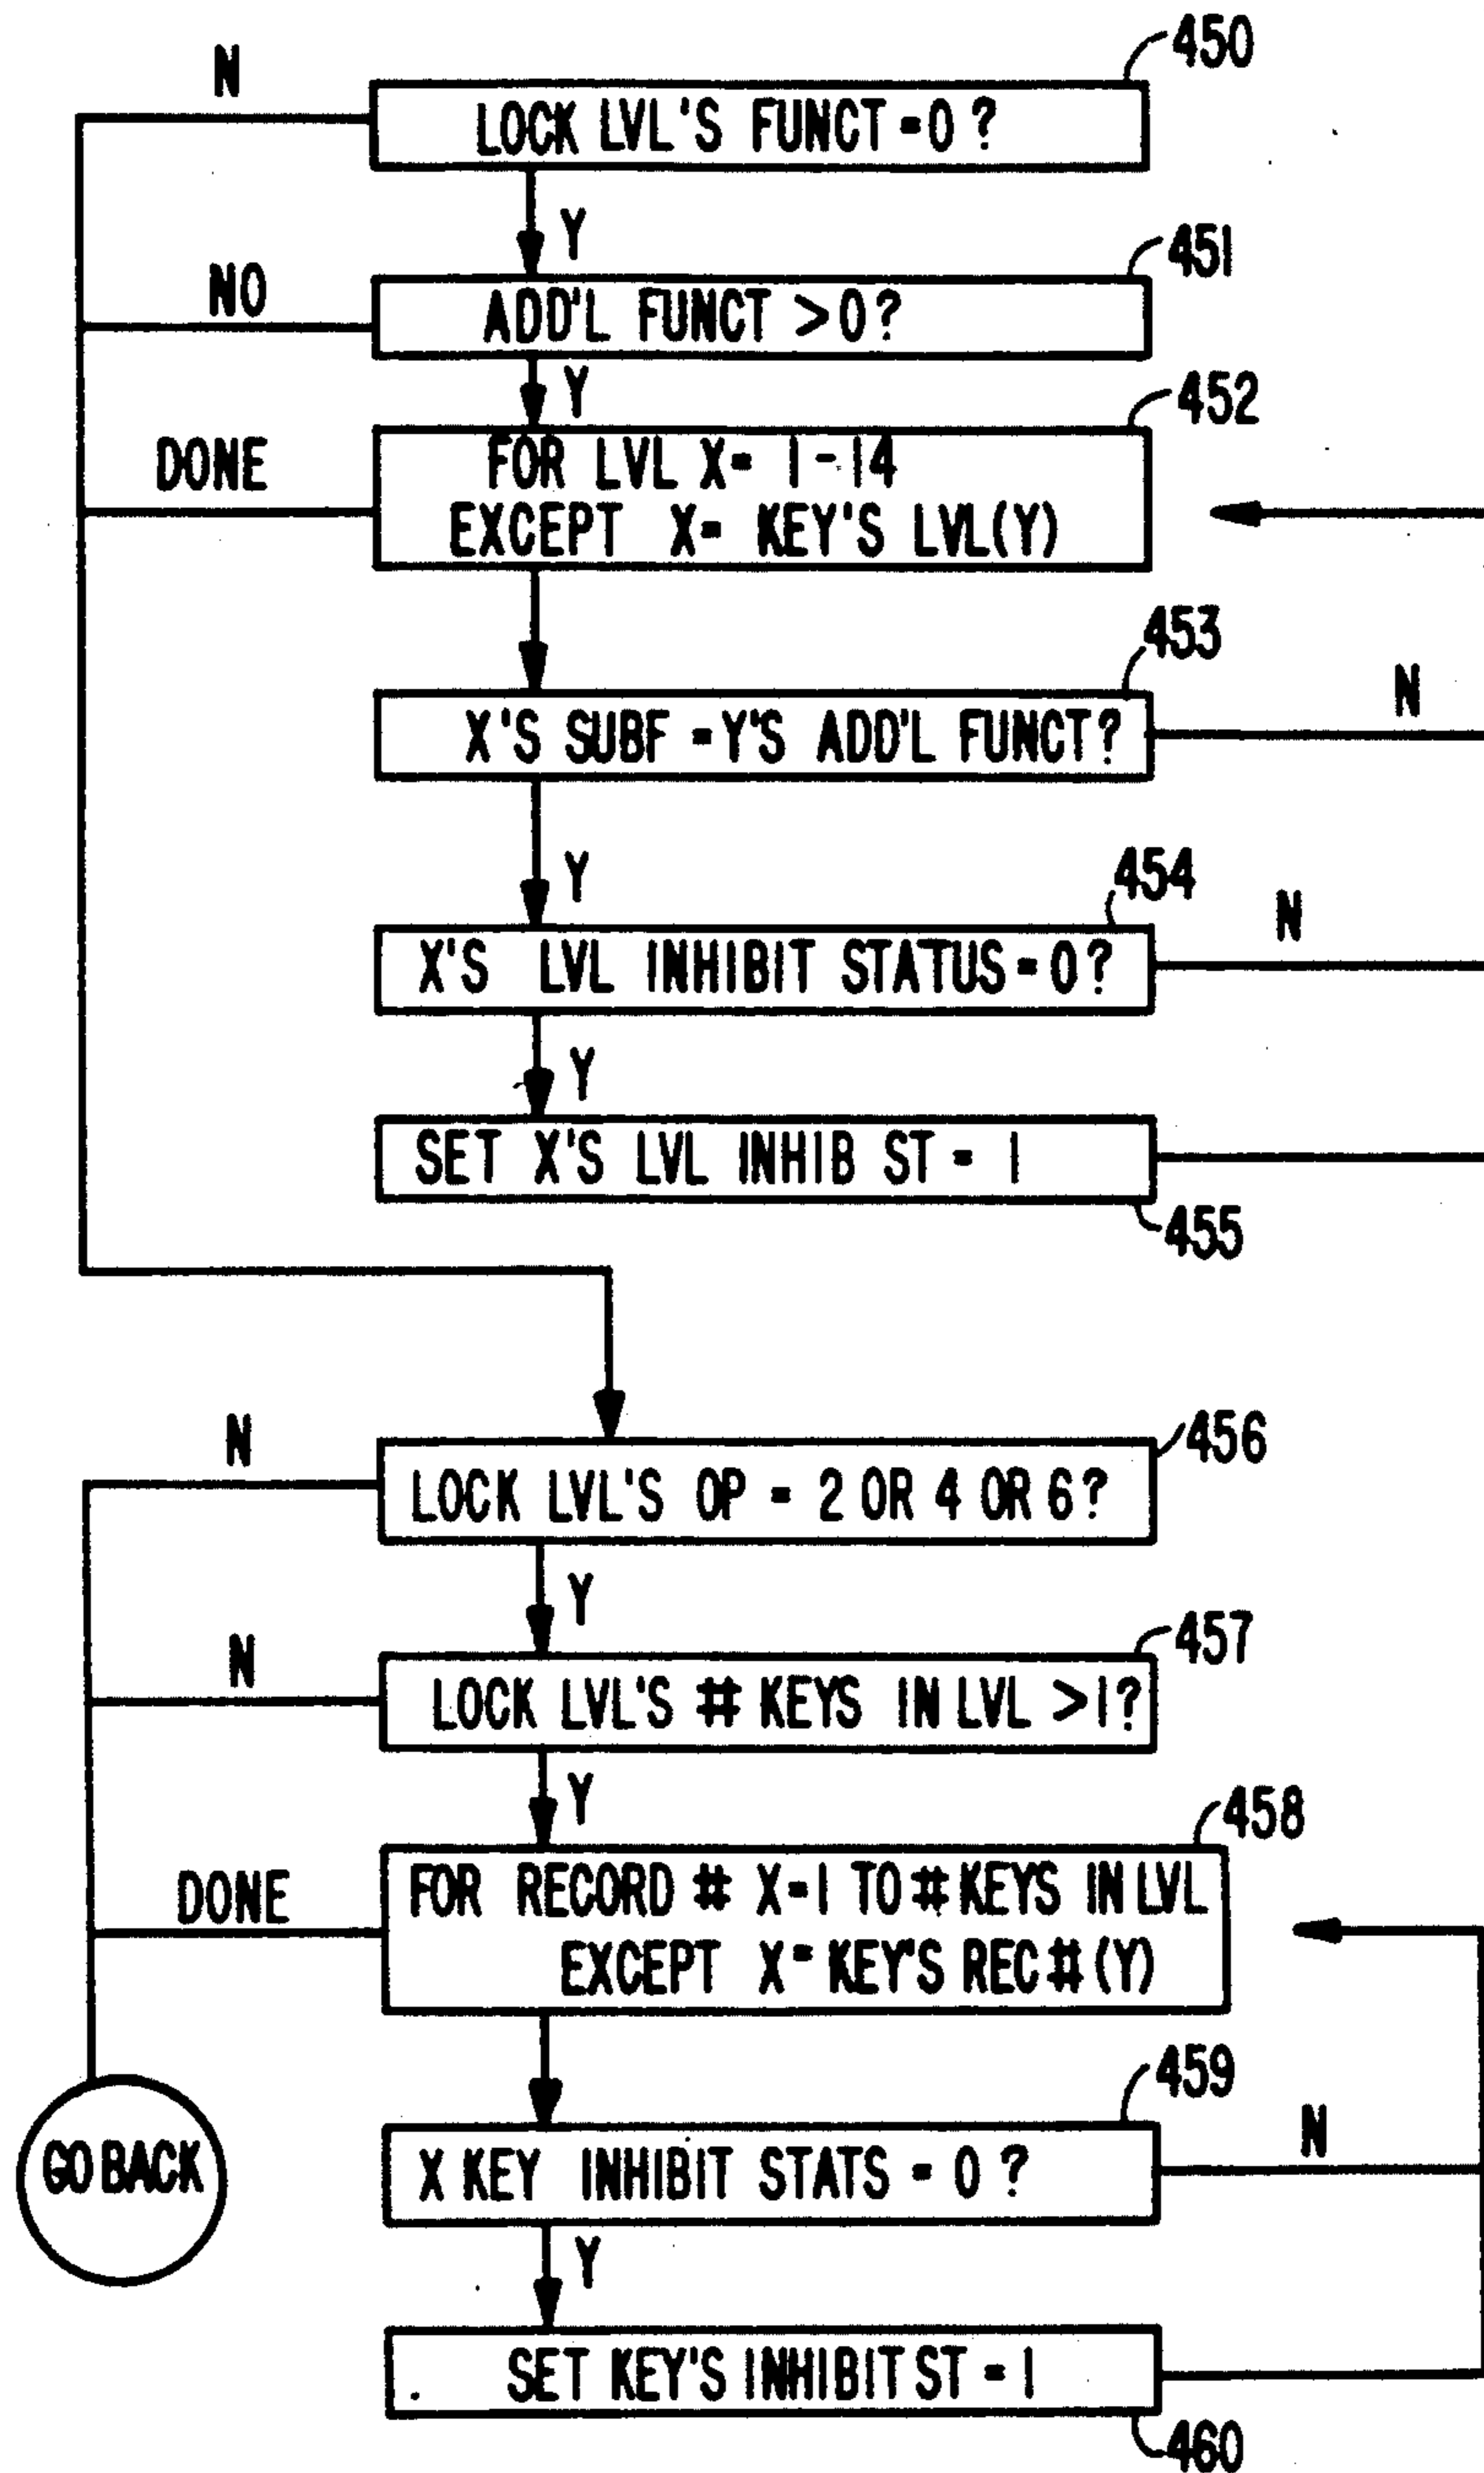 450
N
LOCK LVL'S FUNCT = 0 ?
Y
451
NO
ADD'L FUNCT > 0 ?
Y
452
DONE
FOR LVL X = 1 - 14
EXCEPT X = KEY'S LVL (Y)
453
N
X'S SUBF = Y'S ADD'L FUNCT ?
Y
454
N
X'S LVL INHIBIT STATUS = 0 ?
Y
SET X'S LVL INHIB ST = 1
455
456
N
LOCK LVL'S OP = 2 OR 4 OR 6 ?
Y
457
N
LOCK LVL'S # KEYS IN LVL > 1 ?
Y
458
DONE
FOR RECORD # X = 1 TO # KEYS IN LVL
EXCEPT X = KEY'S REC # (Y)
459
GO BACK
N
X KEY INHIBIT STATS = 0 ?
Y
SET KEY'S INHIBIT ST = 1
460